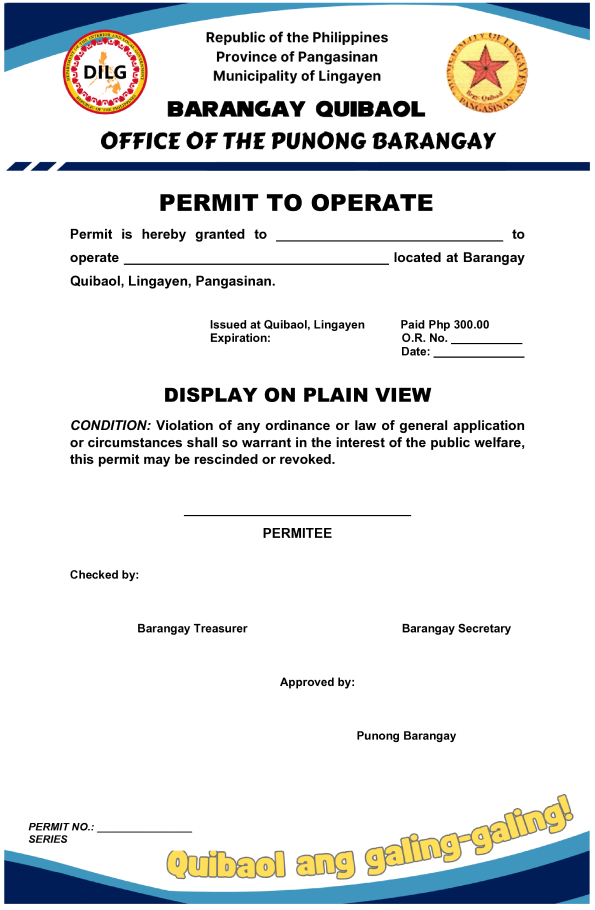 Republic of the Philippines
Province of Pangasinan
Municipality of Lingayen
BARANGAY QUIBAOL
OFFICE OF THE PUNONG BARANGAY
DILG
MUNICIPALITY OF LINGAYEN
Brgy. Quibaol
PANGASINAN
PERMIT TO OPERATE
Permit is hereby granted to ____________ to
operate ____________ located at Barangay
Quibaol, Lingayen, Pangasinan.
Issued at Quibaol, Lingayen Paid Php 300.00
Expiration: O.R. No. ____________
Date: ____________
DISPLAY ON PLAIN VIEW
CONDITION: Violation of any ordinance or law of general application
or circumstances shall so warrant in the interest of the public welfare,
this permit may be rescinded or revoked.
PERMITEE
Checked by:
Barangay Treasurer Barangay Secretary
Approved by:
Punong Barangay
PERMIT NO.: ____________
SERIES
Quibaol ang galing-galing!